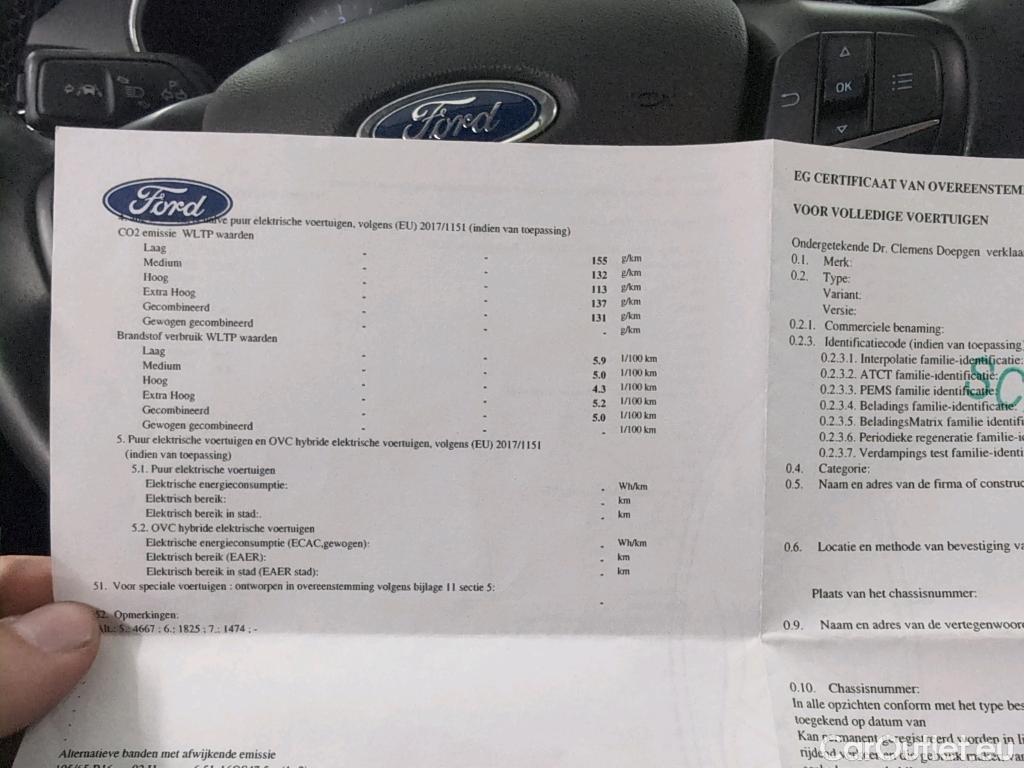 OK
Ford
Ford
puur elektrische voertuigen, volgens (EU) 2017/1151 (indien van toepassing)
CO2 emissie WLTP waarden
Laag - - 155 g/km
Medium - - 132 g/km
Hoog - - 113 g/km
Extra Hoog - - 137 g/km
Gecombineerd - - 131 g/km
Gewogen gecombineerd - - - g/km
Brandstof verbruik WLTP waarden
Laag - - 5.9 l/100 km
Medium - - 5.0 l/100 km
Hoog - - 4.3 l/100 km
Extra Hoog - - 5.2 l/100 km
Gecombineerd - - 5.0 l/100 km
Gewogen gecombineerd - - - l/100 km
5. Puur elektrische voertuigen en OVC hybride elektrische voertuigen, volgens (EU) 2017/1151
(indien van toepassing)
5.1. Puur elektrische voertuigen
Elektrische energieconsumptie: - Wh/km
Elektrisch bereik: - km
Elektrisch bereik in stad:. - km
5.2. OVC hybride elektrische voertuigen
Elektrische energieconsumptie (ECAC,gewogen): - Wh/km
Elektrisch bereik (EAER): - km
Elektrisch bereik in stad (EAER stad): - km
51. Voor speciale voertuigen : ontworpen in overeenstemming volgens bijlage 11 sectie 5:
-
52. Opmerkingen:
Alt.: 5.: 4667 ; 6.: 1825 ; 7.: 1474 ; -
Alternatieve banden met afwijkende emissie
EG CERTIFICAAT VAN OVEREENSTEMI
VOOR VOLLEDIGE VOERTUIGEN
Ondergetekende Dr. Clemens Doepgen verklaa
0.1. Merk:
0.2. Type:
Variant:
Versie:
0.2.1. Commerciele benaming:
0.2.3. Identificatiecode (indien van toepassing
0.2.3.1. Interpolatie familie-identificatie:
0.2.3.2. ATCT familie-identificatie:
0.2.3.3. PEMS familie identificatie:
SC
0.2.3.4. Beladings familie-identificatie:
0.2.3.5. BeladingsMatrix familie identifi
0.2.3.6. Periodieke regeneratie familie-i
0.2.3.7. Verdampings test familie-identi
0.4. Categorie:
0.5. Naam en adres van de firma of construc
0.6. Locatie en methode van bevestiging va
Plaats van het chassisnummer:
0.9. Naam en adres van de vertegenwoor
0.10. Chassisnummer:
In alle opzichten conform met het type bes
toegekend op datum van
Kan permanent geregistreerd worden in li
CarOutlet.eu